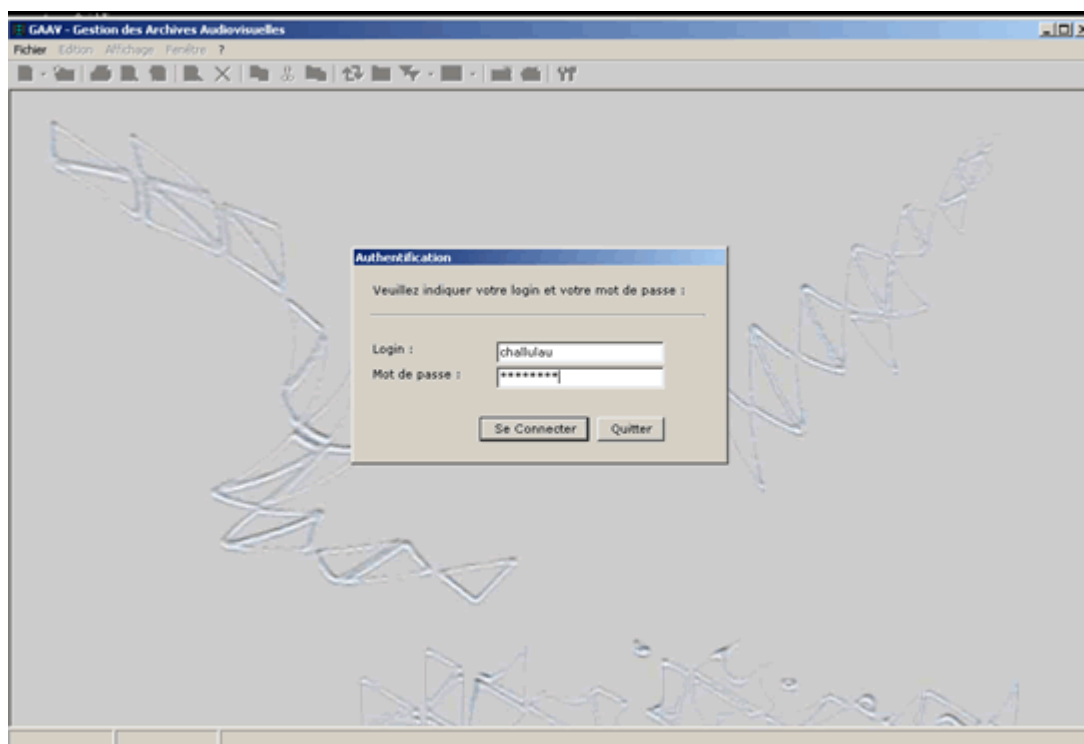 GAAV - Gestion des Archives Audiovisuelles
Fichier Edition Affichage Fenêtre ?
Authentification
Veuillez indiquer votre login et votre mot de passe :
Login : challulau
Mot de passe : ********
Se Connecter Quitter